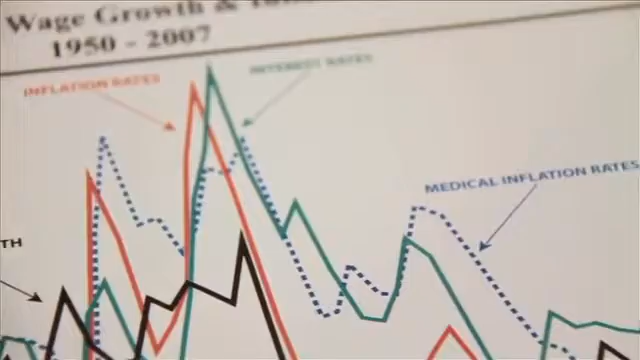 Wage Growth &
1950 - 2007
INFLATION RATES
INTEREST RATES
MEDICAL INFLATION RATES
TH